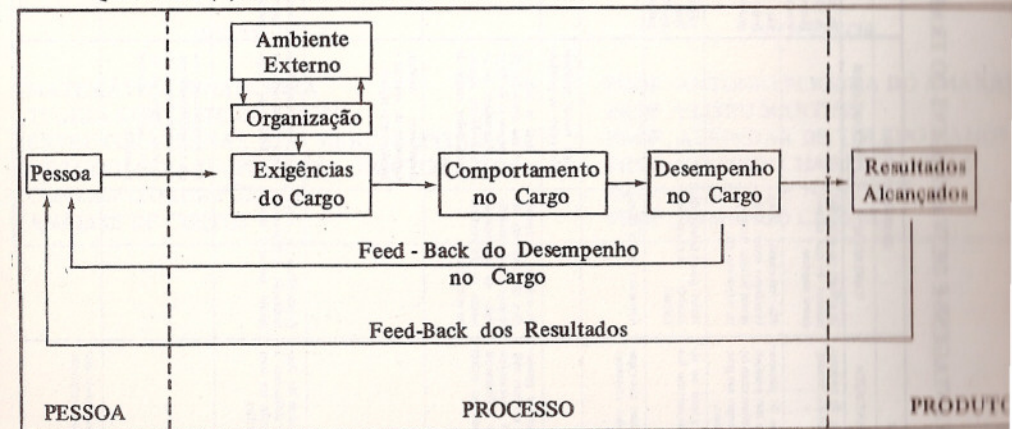 Ambiente
Externo
Organização
Pessoa
Exigências
do Cargo
Comportamento
no Cargo
Desempenho
no Cargo
Resultados
Alcançados
Feed - Back do Desempenho
no Cargo
Feed-Back dos Resultados
PESSOA
PROCESSO